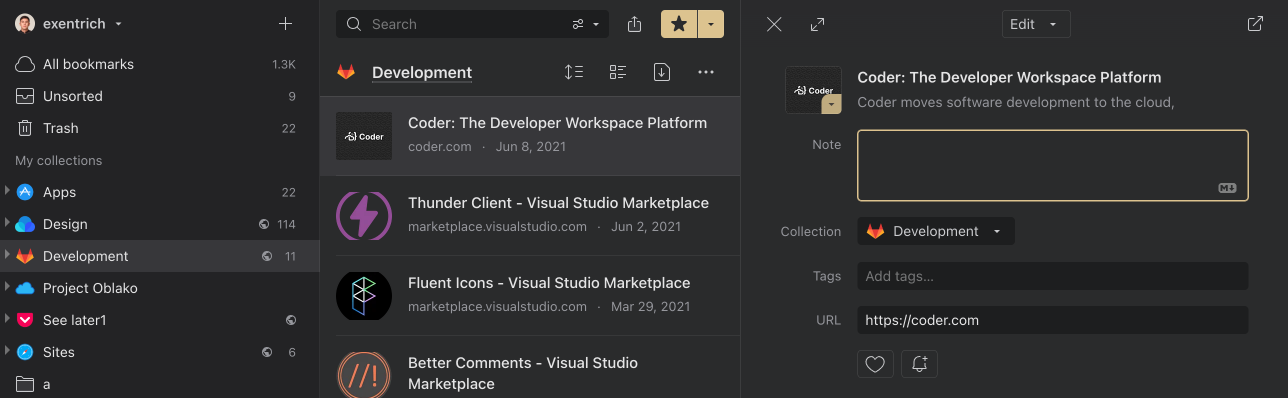 exentrich
All bookmarks 1.3K
Unsorted 9
Trash 22
My collections
Apps 22
Design 114
Development 11
Project Oblako
See later1
Sites 6
a
Search
Development
Coder
Coder: The Developer Workspace Platform
coder.com · Jun 8, 2021
Thunder Client - Visual Studio Marketplace
marketplace.visualstudio.com · Jun 2, 2021
Fluent Icons - Visual Studio Marketplace
marketplace.visualstudio.com · Mar 29, 2021
//!
Better Comments - Visual Studio
Marketplace
Edit
Coder
Coder: The Developer Workspace Platform
Coder moves software development to the cloud,
Note
M
Collection Development
Tags Add tags...
URL https://coder.com